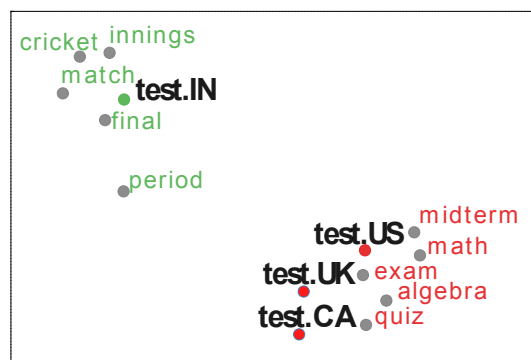 innings
cricket
match
test.IN
final
period
midterm
test.US
math
test.UK
exam
algebra
test.CA
quiz